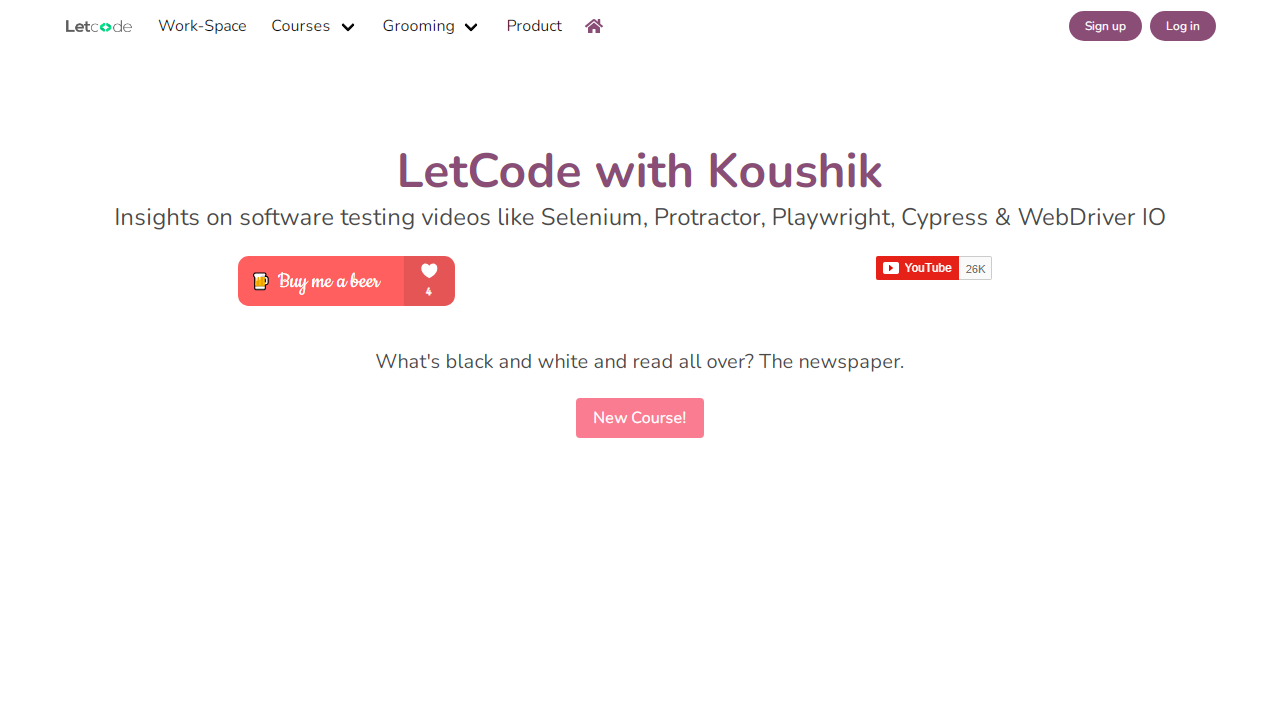 Letcode Work-Space Courses Grooming Product Sign up Log in
LetCode with Koushik
Insights on software testing videos like Selenium, Protractor, Playwright, Cypress & WebDriver IO
Buy me a beer 4 YouTube 26K
What's black and white and read all over? The newspaper.
New Course!